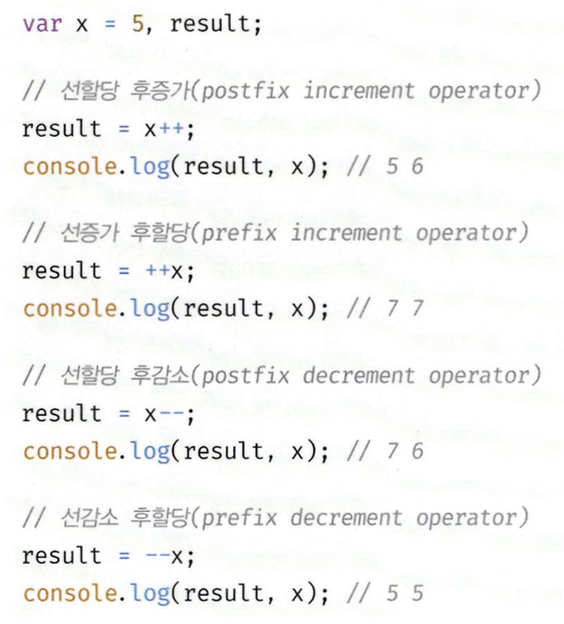 var x = 5, result;
// 선할당 후증가(postfix increment operator)
result = x++;
console.log(result, x); // 5 6
// 선증가 후할당(prefix increment operator)
result = ++x;
console.log(result, x); // 7 7
// 선할당 후감소(postfix decrement operator)
result = x--;
console.log(result, x); // 7 6
// 선감소 후할당(prefix decrement operator)
result = --x;
console.log(result, x); // 5 5